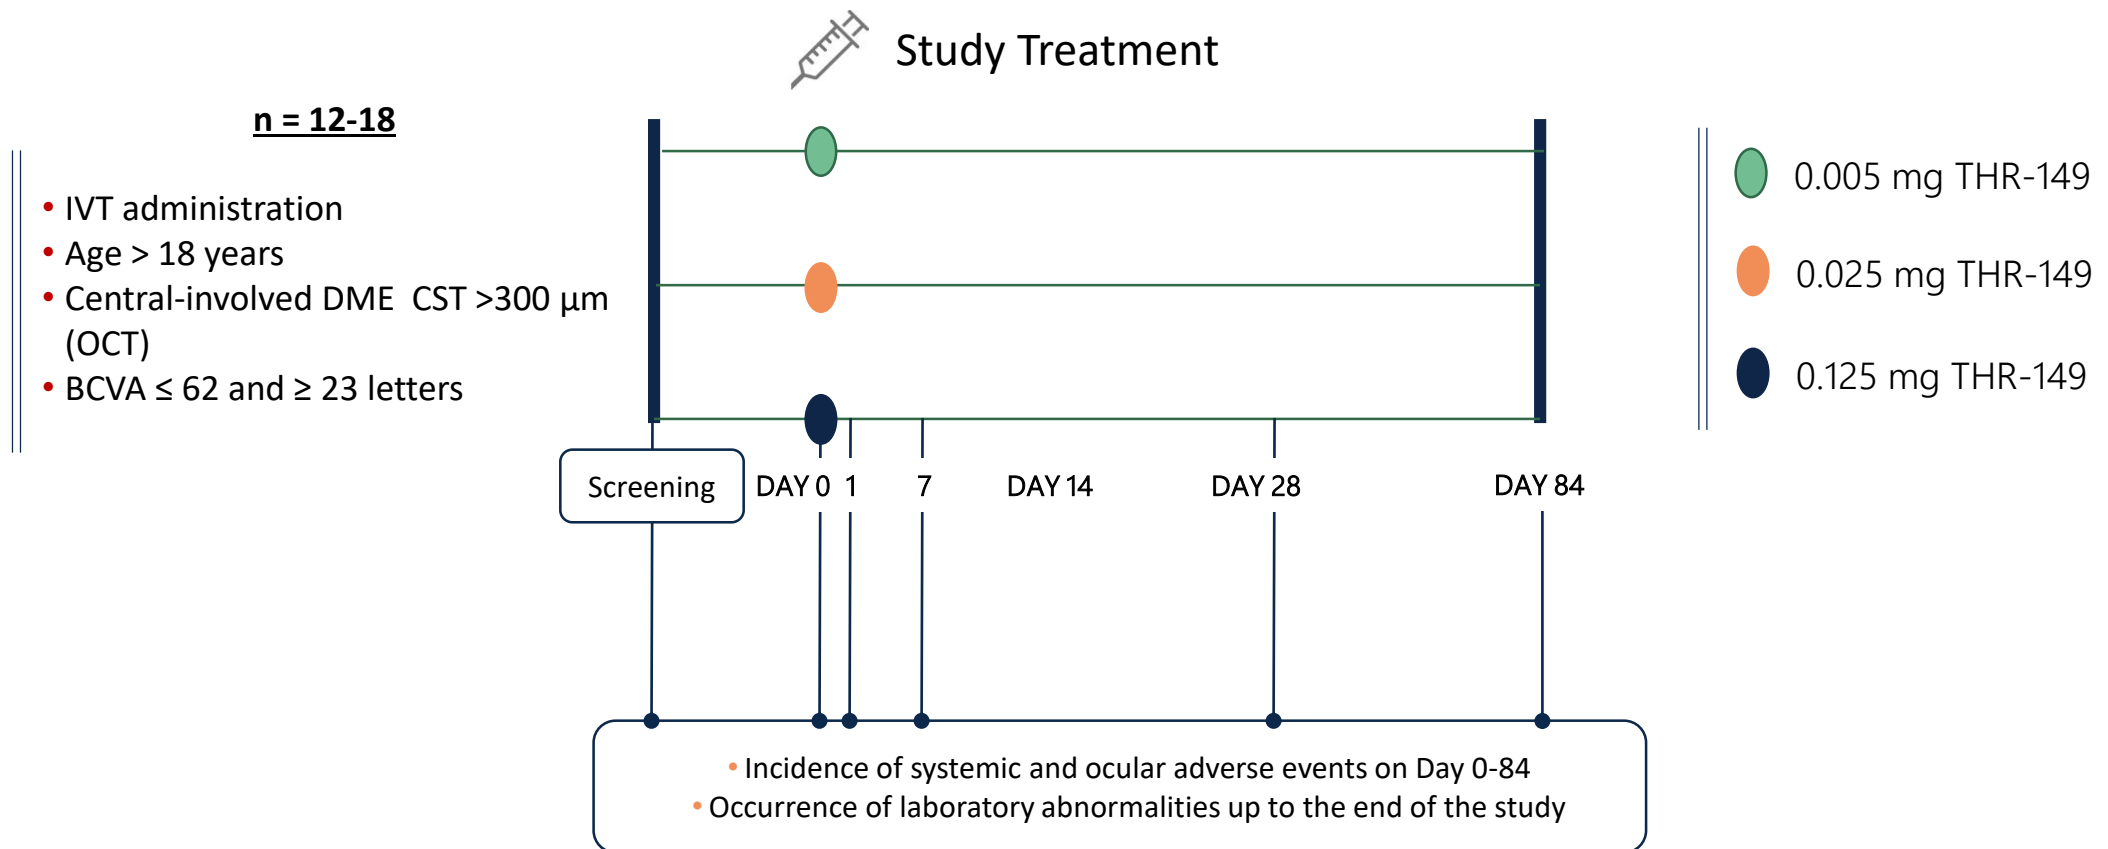 Study Treatment
n = 12-18
• IVT administration
• Age > 18 years
• Central-involved DME CST >300 µm
(OCT)
• BCVA ≤ 62 and ≥ 23 letters
0.005 mg THR-149
0.025 mg THR-149
0.125 mg THR-149
Screening
DAY 0 1 7 DAY 14 DAY 28 DAY 84
• Incidence of systemic and ocular adverse events on Day 0-84
• Occurrence of laboratory abnormalities up to the end of the study